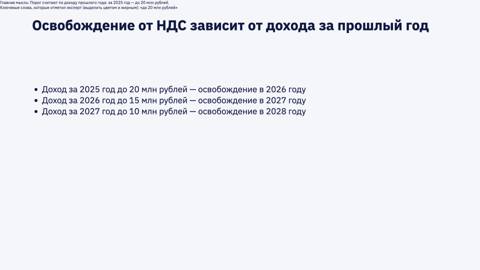 Главная мысль: Порог считают по доходу прошлого года: за 2025 год — до 20 млн рублей.
Ключевые слова, которые отметил эксперт (выделить цветом и жирным): «до 20 млн рублей»
Освобождение от НДС зависит от дохода за прошлый год
• Доход за 2025 год до 20 млн рублей — освобождение в 2026 году
• Доход за 2026 год до 15 млн рублей — освобождение в 2027 году
• Доход за 2027 год до 10 млн рублей — освобождение в 2028 году